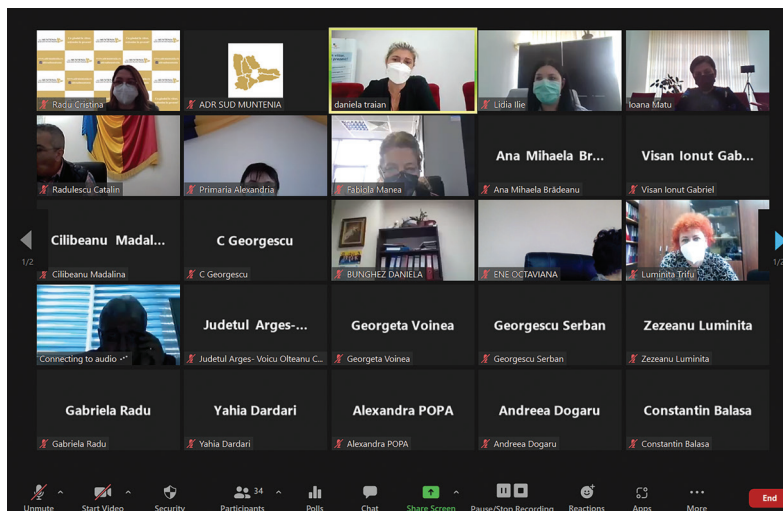 Radu Cristina
ADR SUD MUNTENIA
daniela traian
Lidia Ilie
Ioana Matu
Radulescu Catalin
Primaria Alexandria
Fabiola Manea
Ana Mihaela Br...
Ana Mihaela Brădeanu
Visan Ionut Gab...
Visan Ionut Gabriel
Cilibeanu Madal...
Cilibeanu Madalina
C Georgescu
C Georgescu
BUNGHEZ DANIELA
ENE OCTAVIANA
Luminita Trifu
1/2
1/2
Connecting to audio
Judetul Arges-...
Judetul Arges- Voicu Olteanu C...
Georgeta Voinea
Georgeta Voinea
Georgescu Serban
Georgescu Serban
Zezeanu Luminita
Zezeanu Luminita
Gabriela Radu
Gabriela Radu
Yahia Dardari
Yahia Dardari
Alexandra POPA
Alexandra POPA
Andreea Dogaru
Andreea Dogaru
Constantin Balasa
Constantin Balasa
Unmute
Start Video
Security
34
Participants
Polls
Chat
Share Screen
Pause/Stop Recording
Reactions
Apps
More
End